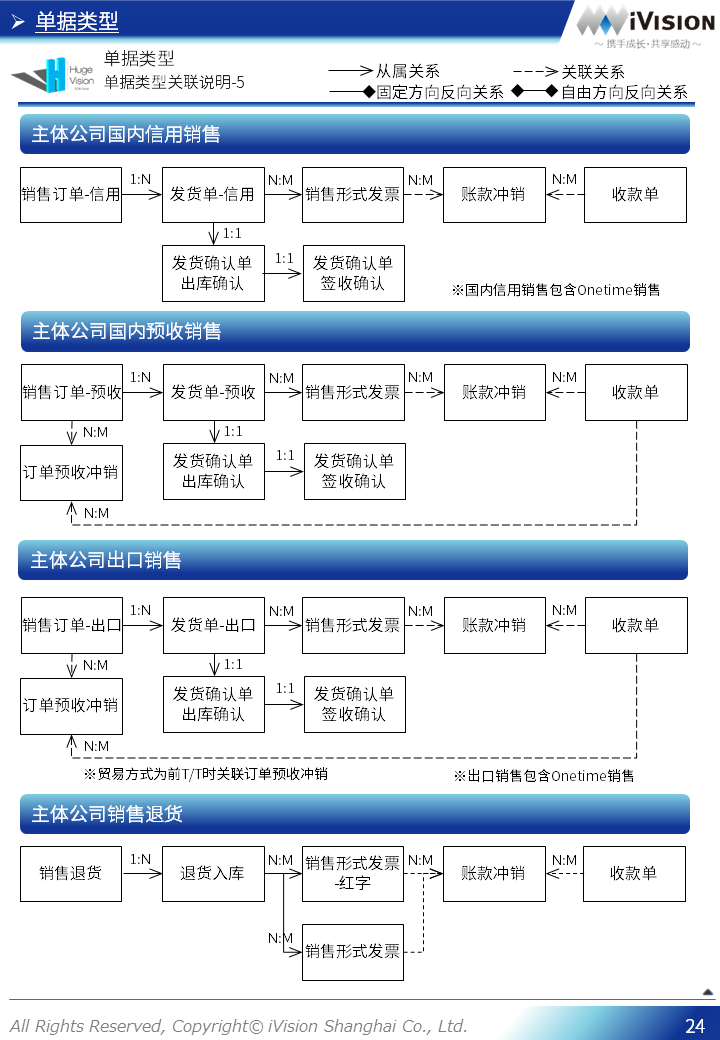 单据类型
iVISION
～携手成长·共享感动～
Huge
Vision
单据类型
单据类型关联说明-5
从属关系
关联关系
固定方向反向关系
自由方向反向关系
主体公司国内信用销售
销售订单-信用
1:N
发货单-信用
N:M
销售形式发票
N:M
账款冲销
N:M
收款单
1:1
发货确认单
出库确认
1:1
发货确认单
签收确认
※国内信用销售包含Onetime销售
主体公司国内预收销售
销售订单-预收
1:N
发货单-预收
N:M
销售形式发票
N:M
账款冲销
N:M
收款单
N:M
1:1
订单预收冲销
发货确认单
出库确认
1:1
发货确认单
签收确认
N:M
主体公司出口销售
销售订单-出口
1:N
发货单-出口
N:M
销售形式发票
N:M
账款冲销
N:M
收款单
N:M
1:1
订单预收冲销
发货确认单
出库确认
1:1
发货确认单
签收确认
N:M
※贸易方式为前T/T时关联订单预收冲销
※出口销售包含Onetime销售
主体公司销售退货
销售退货
1:N
退货入库
N:M
销售形式发票
-红字
N:M
账款冲销
N:M
收款单
N:M
销售形式发票
All Rights Reserved, Copyright© iVision Shanghai Co., Ltd.
24